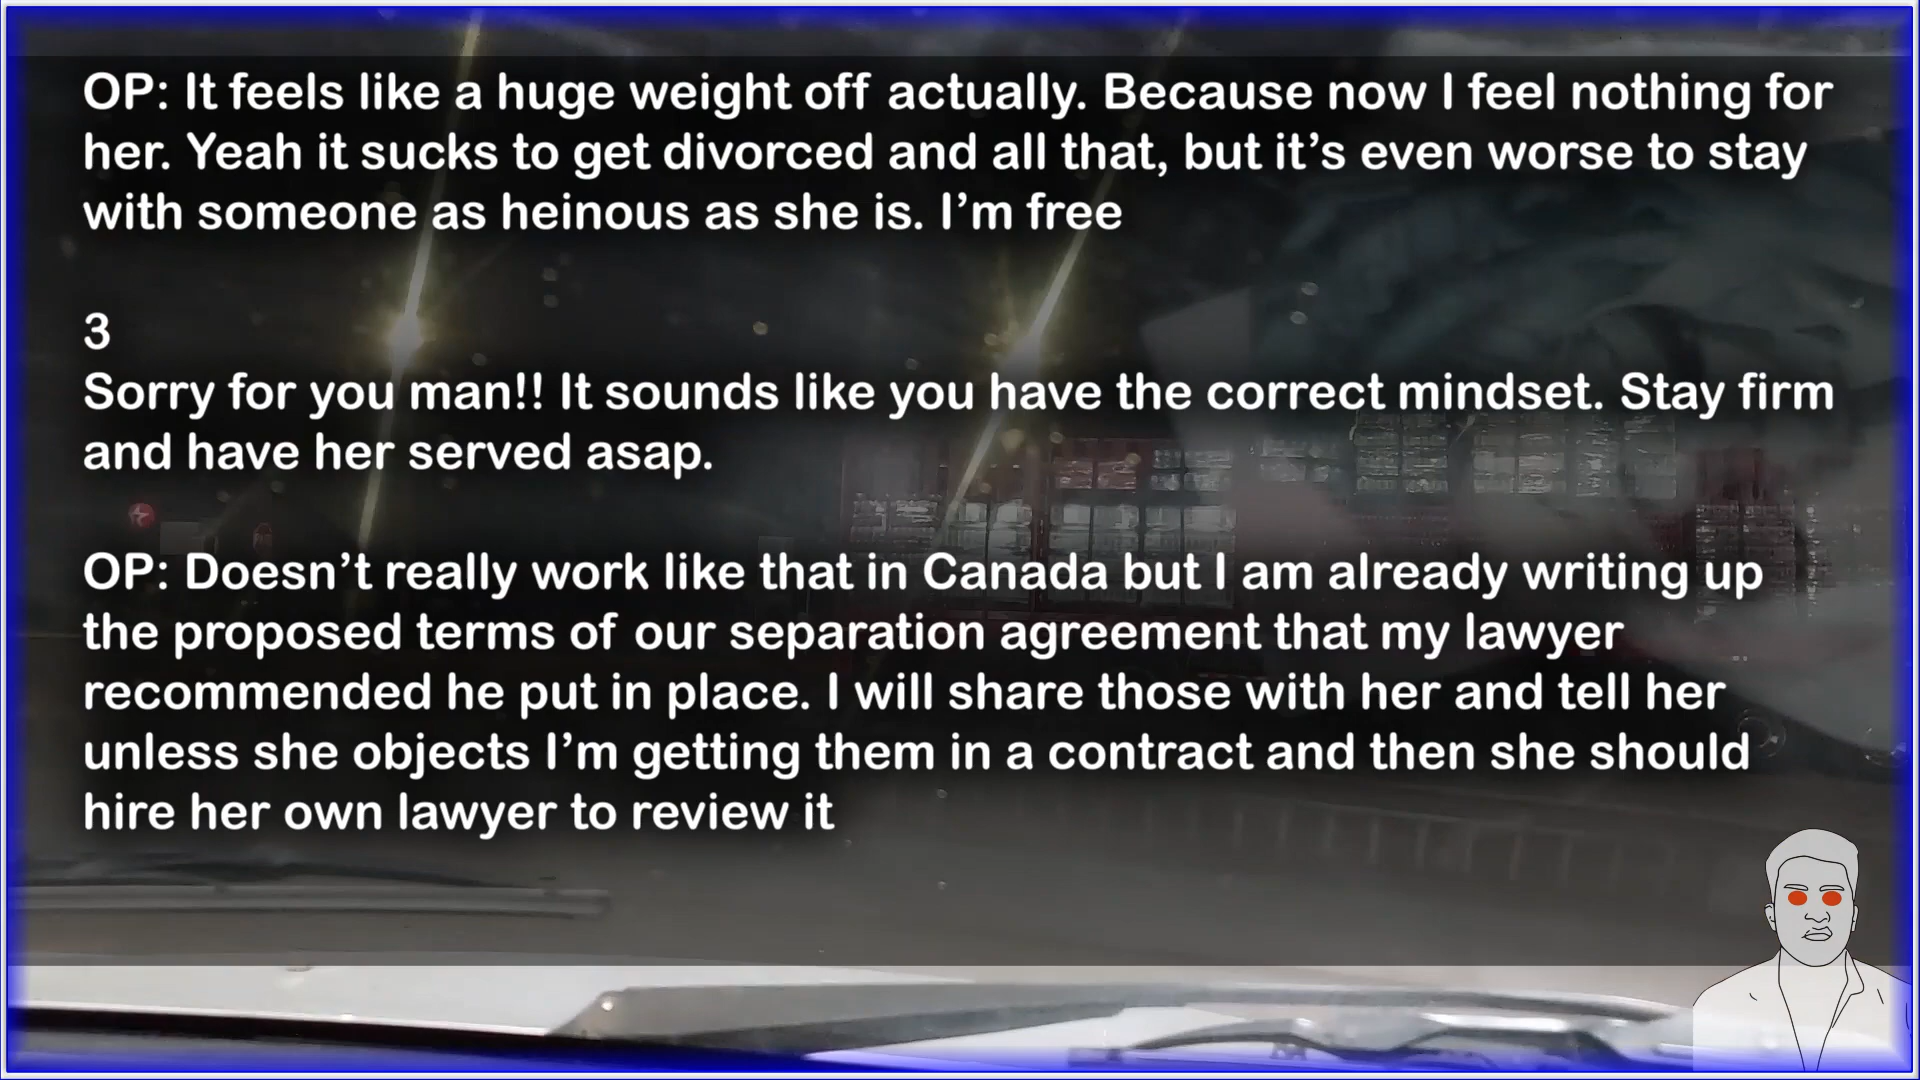 OP: It feels like a huge weight off actually. Because now I feel nothing for
her. Yeah it sucks to get divorced and all that, but it’s even worse to stay
with someone as heinous as she is. I’m free
3
Sorry for you man!! It sounds like you have the correct mindset. Stay firm
and have her served asap.
OP: Doesn’t really work like that in Canada but I am already writing up
the proposed terms of our separation agreement that my lawyer
recommended he put in place. I will share those with her and tell her
unless she objects I’m getting them in a contract and then she should
hire her own lawyer to review it